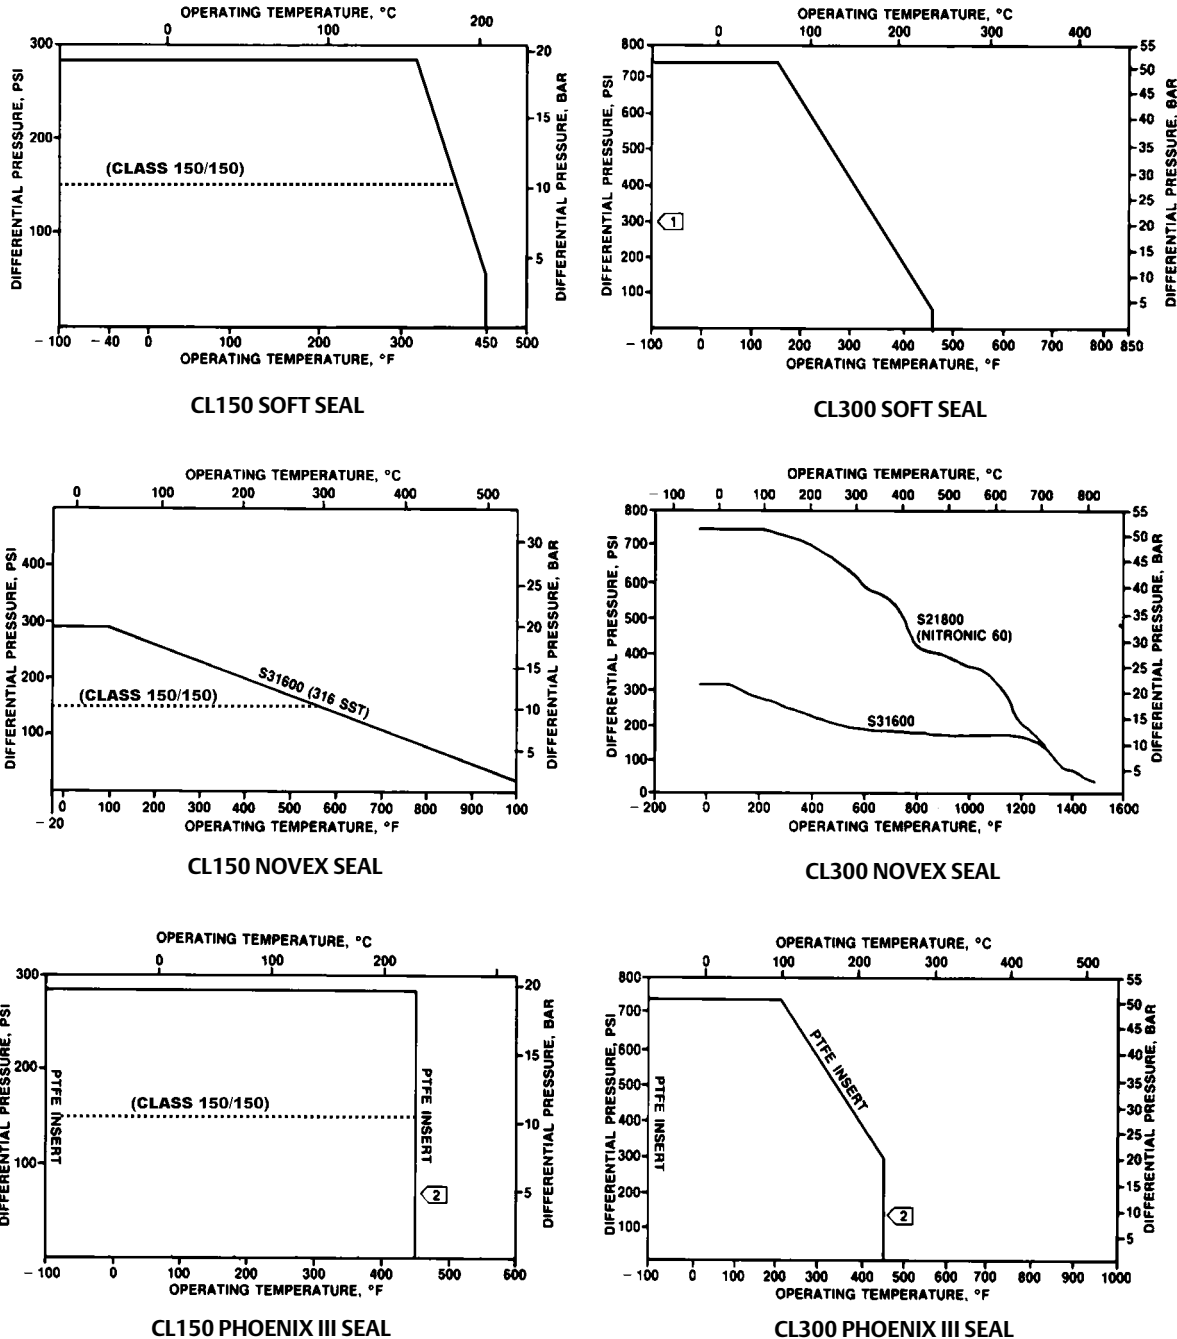 OPERATING TEMPERATURE, °C
0 100 200
DIFFERENTIAL PRESSURE, PSI
300
200
100
(CLASS 150/150)
20
15
10
5
DIFFERENTIAL PRESSURE, BAR
– 100 – 40 0 200 300 450 500
OPERATING TEMPERATURE, °F
CL150 SOFT SEAL
OPERATING TEMPERATURE, °C
0 100 200 300 400
DIFFERENTIAL PRESSURE, PSI
800
700
600
500
400
300
200
100
1
55
50
45
40
35
30
25
20
15
10
5
DIFFERENTIAL PRESSURE, BAR
– 100 0 100 200 300 400 500 600 700 800 850
OPERATING TEMPERATURE, °F
CL300 SOFT SEAL
OPERATING TEMPERATURE, °C
0 100 200 300 400 500
DIFFERENTIAL PRESSURE, PSI
400
300
200
100
S31600 (316 SST)
(CLASS 150/150)
30
25
20
15
10
5
DIFFERENTIAL PRESSURE, BAR
0 100 200 300 400 500 600 700 800 900 100
– 20
OPERATING TEMPERATURE, °F
CL150 NOVEX SEAL
OPERATING TEMPERATURE, °C
– 100 0 100 200 300 400 500 600 700 800
DIFFERENTIAL PRESSURE, PSI
800
700
600
500
400
300
200
100
0
S21800
(NITRONIC 60)
S31600
55
50
45
40
35
30
25
20
15
10
5
DIFFERENTIAL PRESSURE, BAR
– 200 0 200 400 600 800 1000 1200 1400 1600
OPERATING TEMPERATURE, °F
CL300 NOVEX SEAL
OPERATING TEMPERATURE, °C
0 100 200
DIFFERENTIAL PRESSURE, PSI
300
200
100
PTFE INSERT
(CLASS 150/150)
PTFE INSERT
2
20
15
10
5
DIFFERENTIAL PRESSURE, BAR
– 100 0 100 200 300 400 500 600
OPERATING TEMPERATURE, °F
CL150 PHOENIX III SEAL
OPERATING TEMPERATURE, °C
0 100 200 300 400 500
DIFFERENTIAL PRESSURE, PSI
800
700
600
500
400
300
200
100
PTFE INSERT
PTFE INSERT
2
55
50
45
40
35
30
25
20
15
10
5
DIFFERENTIAL PRESSURE, BAR
– 100 0 100 200 300 400 500 600 700 800 900 1000
OPERATING TEMPERATURE, °F
CL300 PHOENIX III SEAL